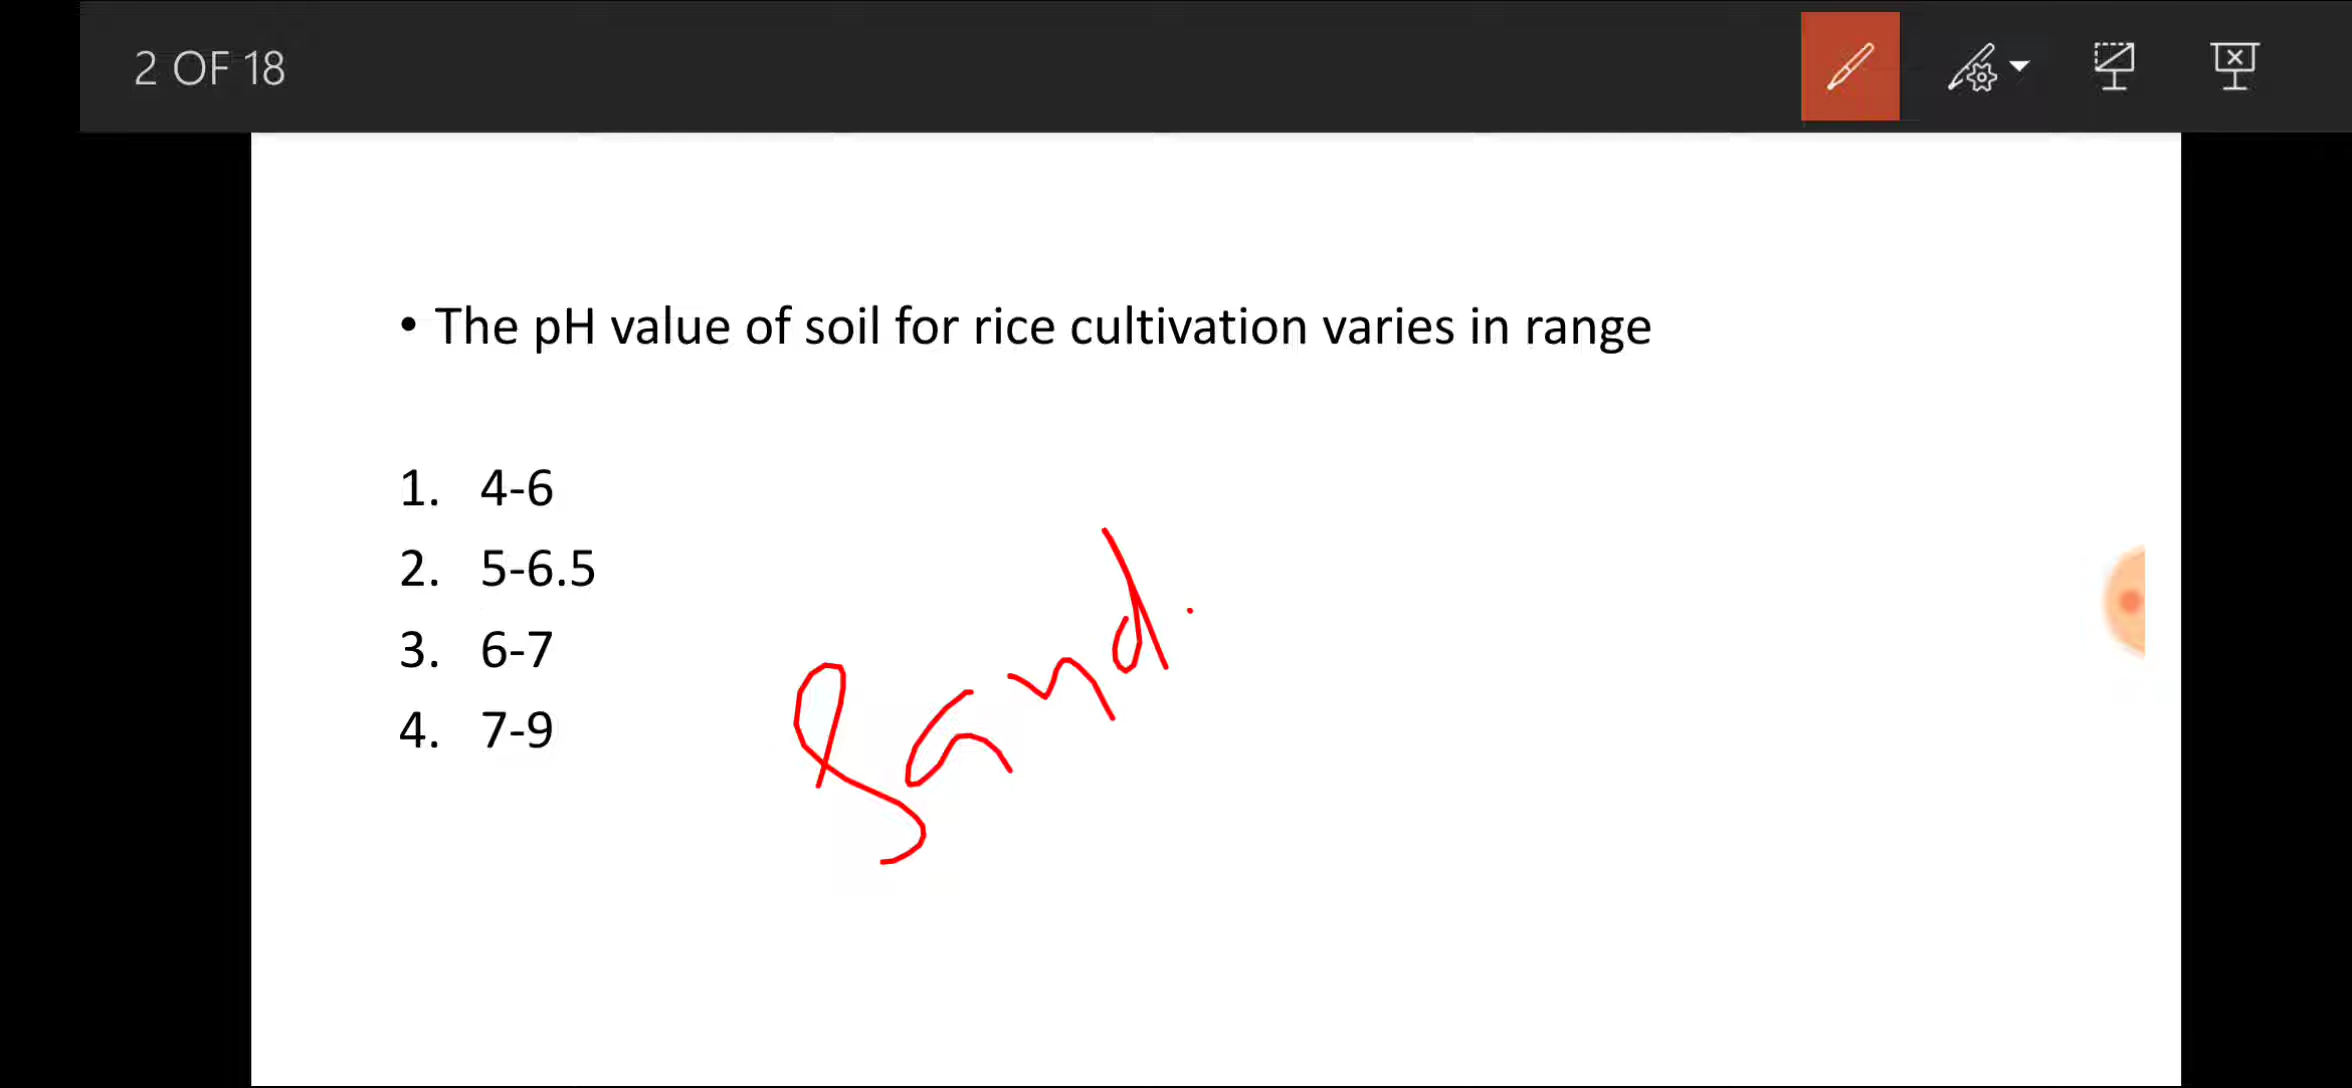 2 OF 18
• The pH value of soil for rice cultivation varies in range
1. 4-6
2. 5-6.5
3. 6-7
4. 7-9
Sand.